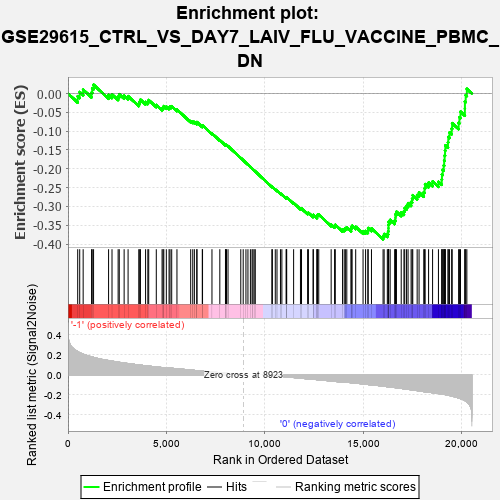 Enrichment plot:
GSE29615_CTRL_VS_DAY7_LAIV_FLU_VACCINE_PBMC_
DN
Enrichment score (ES)
0.00
-0.05
-0.10
-0.15
-0.20
-0.25
-0.30
-0.35
-0.40
'-1' (positively correlated)
Zero cross at 8923
'0' (negatively correlated)
Ranked list metric (Signal2Noise)
0.4
0.2
0.0
-0.2
-0.4
0
5,000
10,000
15,000
20,000
Rank in Ordered Dataset
Enrichment profile
Hits
Ranking metric scores